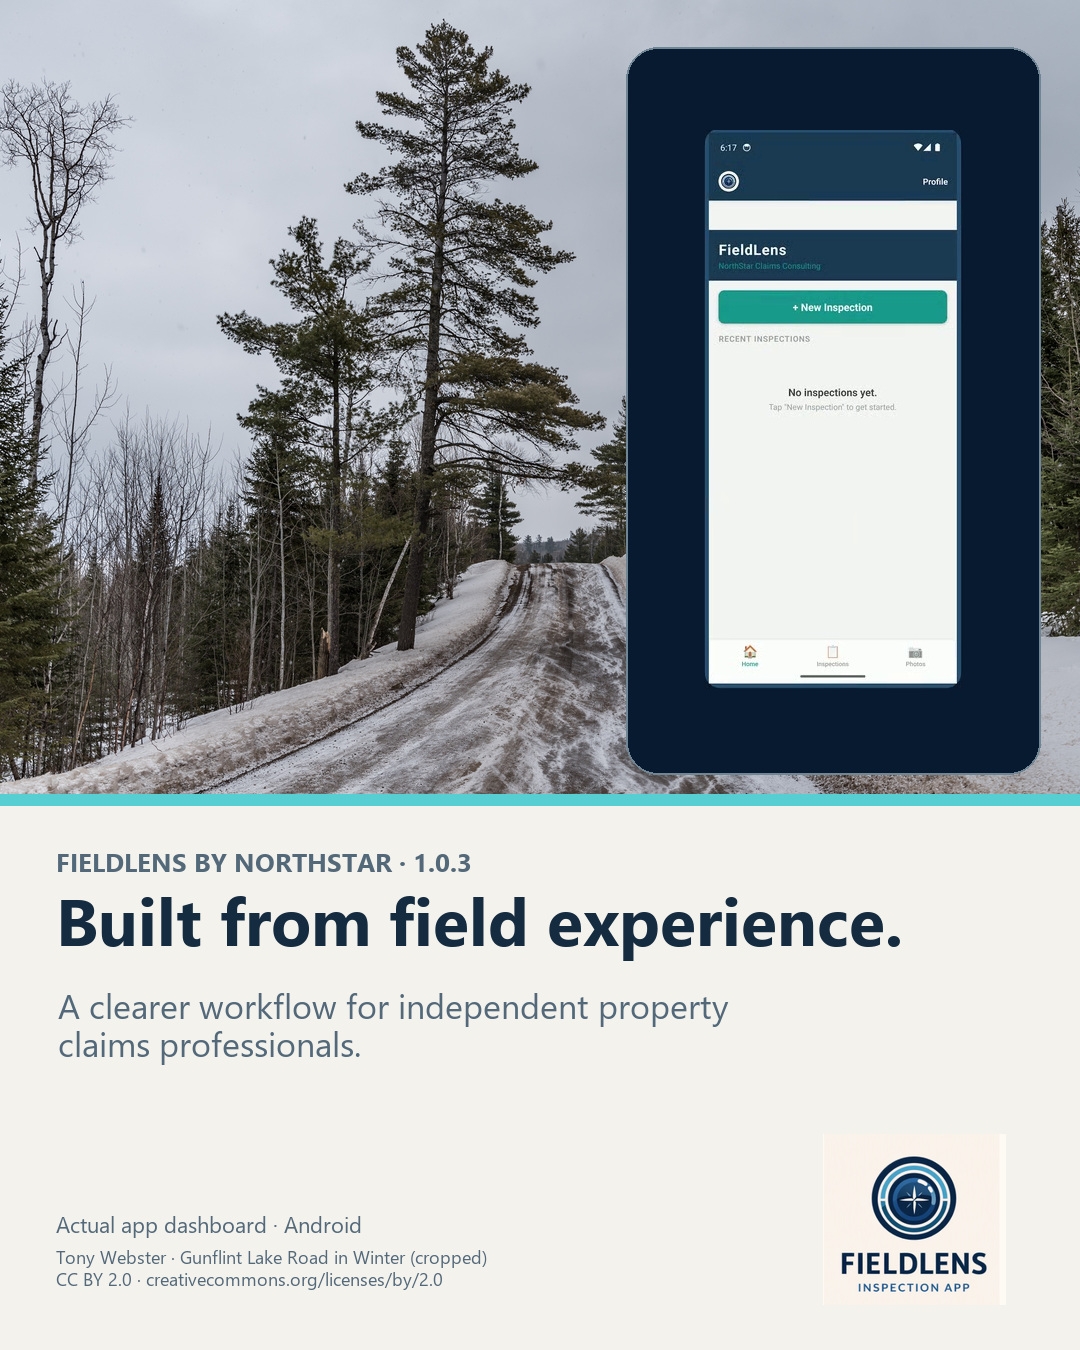 6:17
Profile
FieldLens
NorthStar Claims Consulting
+ New Inspection
RECENT INSPECTIONS
No inspections yet.
Tap "New Inspection" to get started.
Home
Inspections
Photos
FIELDLENS BY NORTHSTAR · 1.0.3
Built from field experience.
A clearer workflow for independent property
claims professionals.
Actual app dashboard · Android
Tony Webster · Gunflint Lake Road in Winter (cropped)
CC BY 2.0 · creativecommons.org/licenses/by/2.0
FIELDLENS
INSPECTION APP